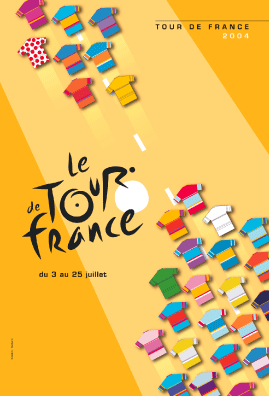 TOUR DE FRANCE
2004
Le
de TOUR
france
du 3 au 25 juillet